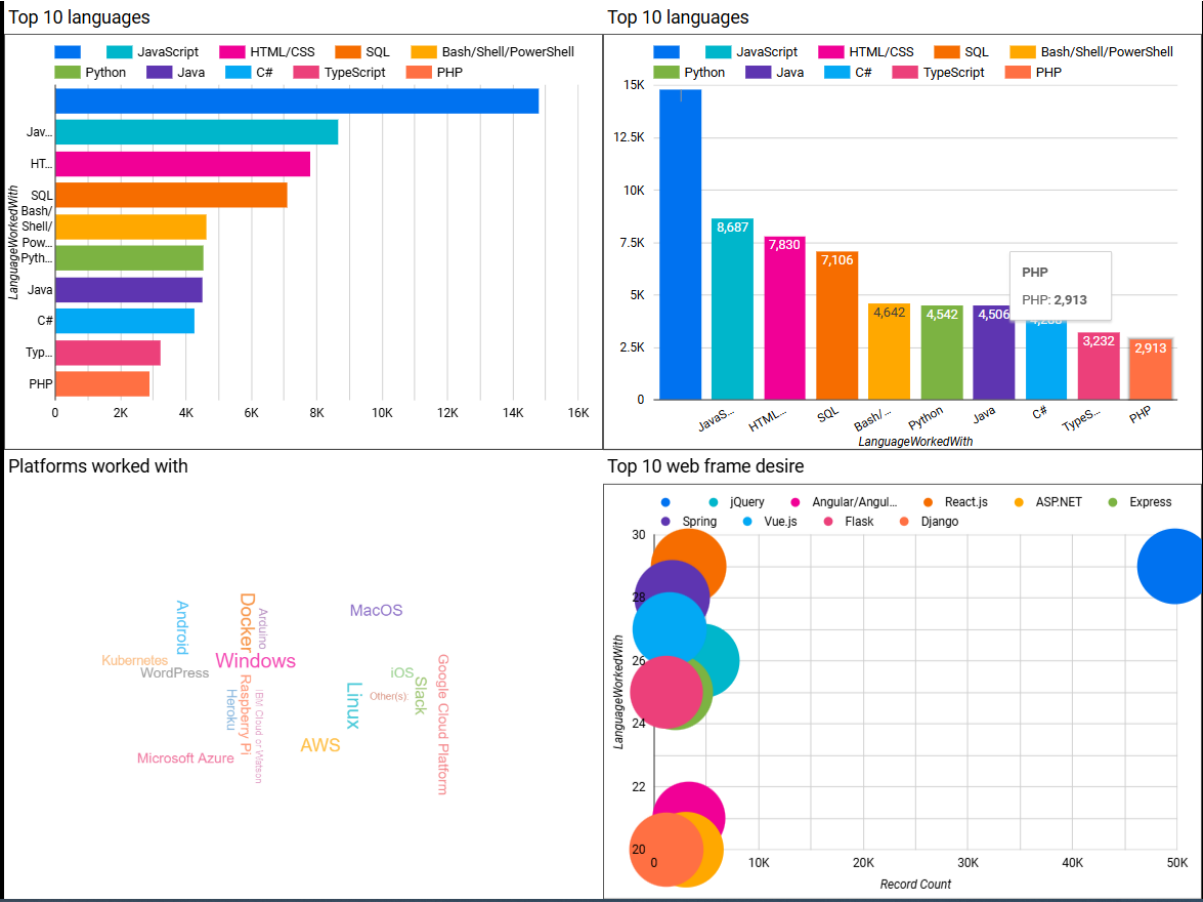 Top 10 languages
JavaScript HTML/CSS SQL Bash/Shell/PowerShell
Python Java C# TypeScript PHP
Jav...
HT...
SQL
Bash/
Shell/
Pow...
Pyth...
Java
C#
Typ...
PHP
LanguageWorkedWith
0 2K 4K 6K 8K 10K 12K 14K 16K
Top 10 languages
JavaScript HTML/CSS SQL Bash/Shell/PowerShell
Python Java C# TypeScript PHP
15K
12.5K
10K
7.5K
5K
2.5K
0
8,687
7,830
7,106
4,642
4,542
4,506
3,232
2,913
PHP
PHP: 2,913
JavaS... HTML... SQL Bash/... Python Java C# TypeS... PHP
LanguageWorkedWith
Platforms worked with
Android
Docker
Arduino
MacOS
Kubernetes
Windows
WordPress
iOS
Slack
Google Cloud Platform
Linux
Other(s):
Raspberry Pi
Heroku
IBM Cloud or Watson
AWS
Microsoft Azure
Top 10 web frame desire
jQuery Angular/Angul... React.js ASP.NET Express
Spring Vue.js Flask Django
30
28
26
24
22
20
LanguageWorkedWith
0 10K 20K 30K 40K 50K
Record Count